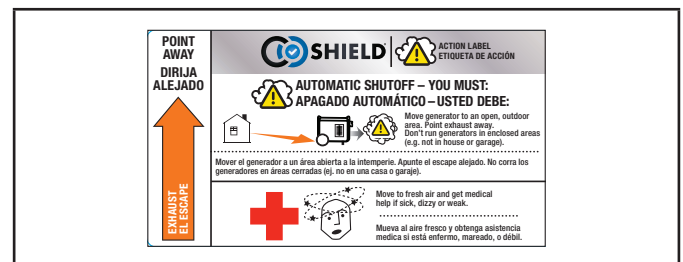 POINT
AWAY
DIRIJA
ALEJADO
EXHAUST
EL ESCAPE
CO SHIELD®
ACTION LABEL
ETIQUETA DE ACCIÓN
AUTOMATIC SHUTOFF – YOU MUST:
APAGADO AUTOMÁTICO – USTED DEBE:
Move generator to an open, outdoor
area. Point exhaust away.
Don't run generators in enclosed areas
(e.g. not in house or garage).
Mover el generador a un área abierta a la intemperie. Apunte el escape alejado. No corra los
generadores en áreas cerradas (ej. no en una casa o garaje).
Move to fresh air and get medical
help if sick, dizzy or weak.
Mueva al aire fresco y obtenga asistencia
medica si está enfermo, mareado, o débil.